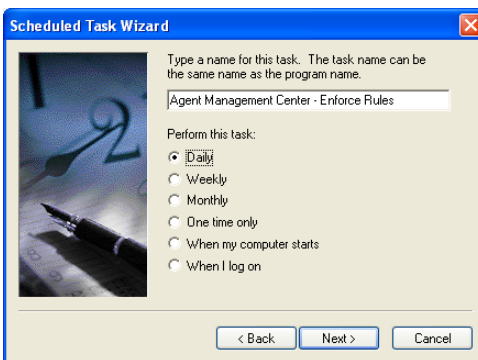 Scheduled Task Wizard
Type a name for this task. The task name can be
the same name as the program name.
Agent Management Center - Enforce Rules
Perform this task:
Daily
Weekly
Monthly
One time only
When my computer starts
When I log on
< Back
Next >
Cancel